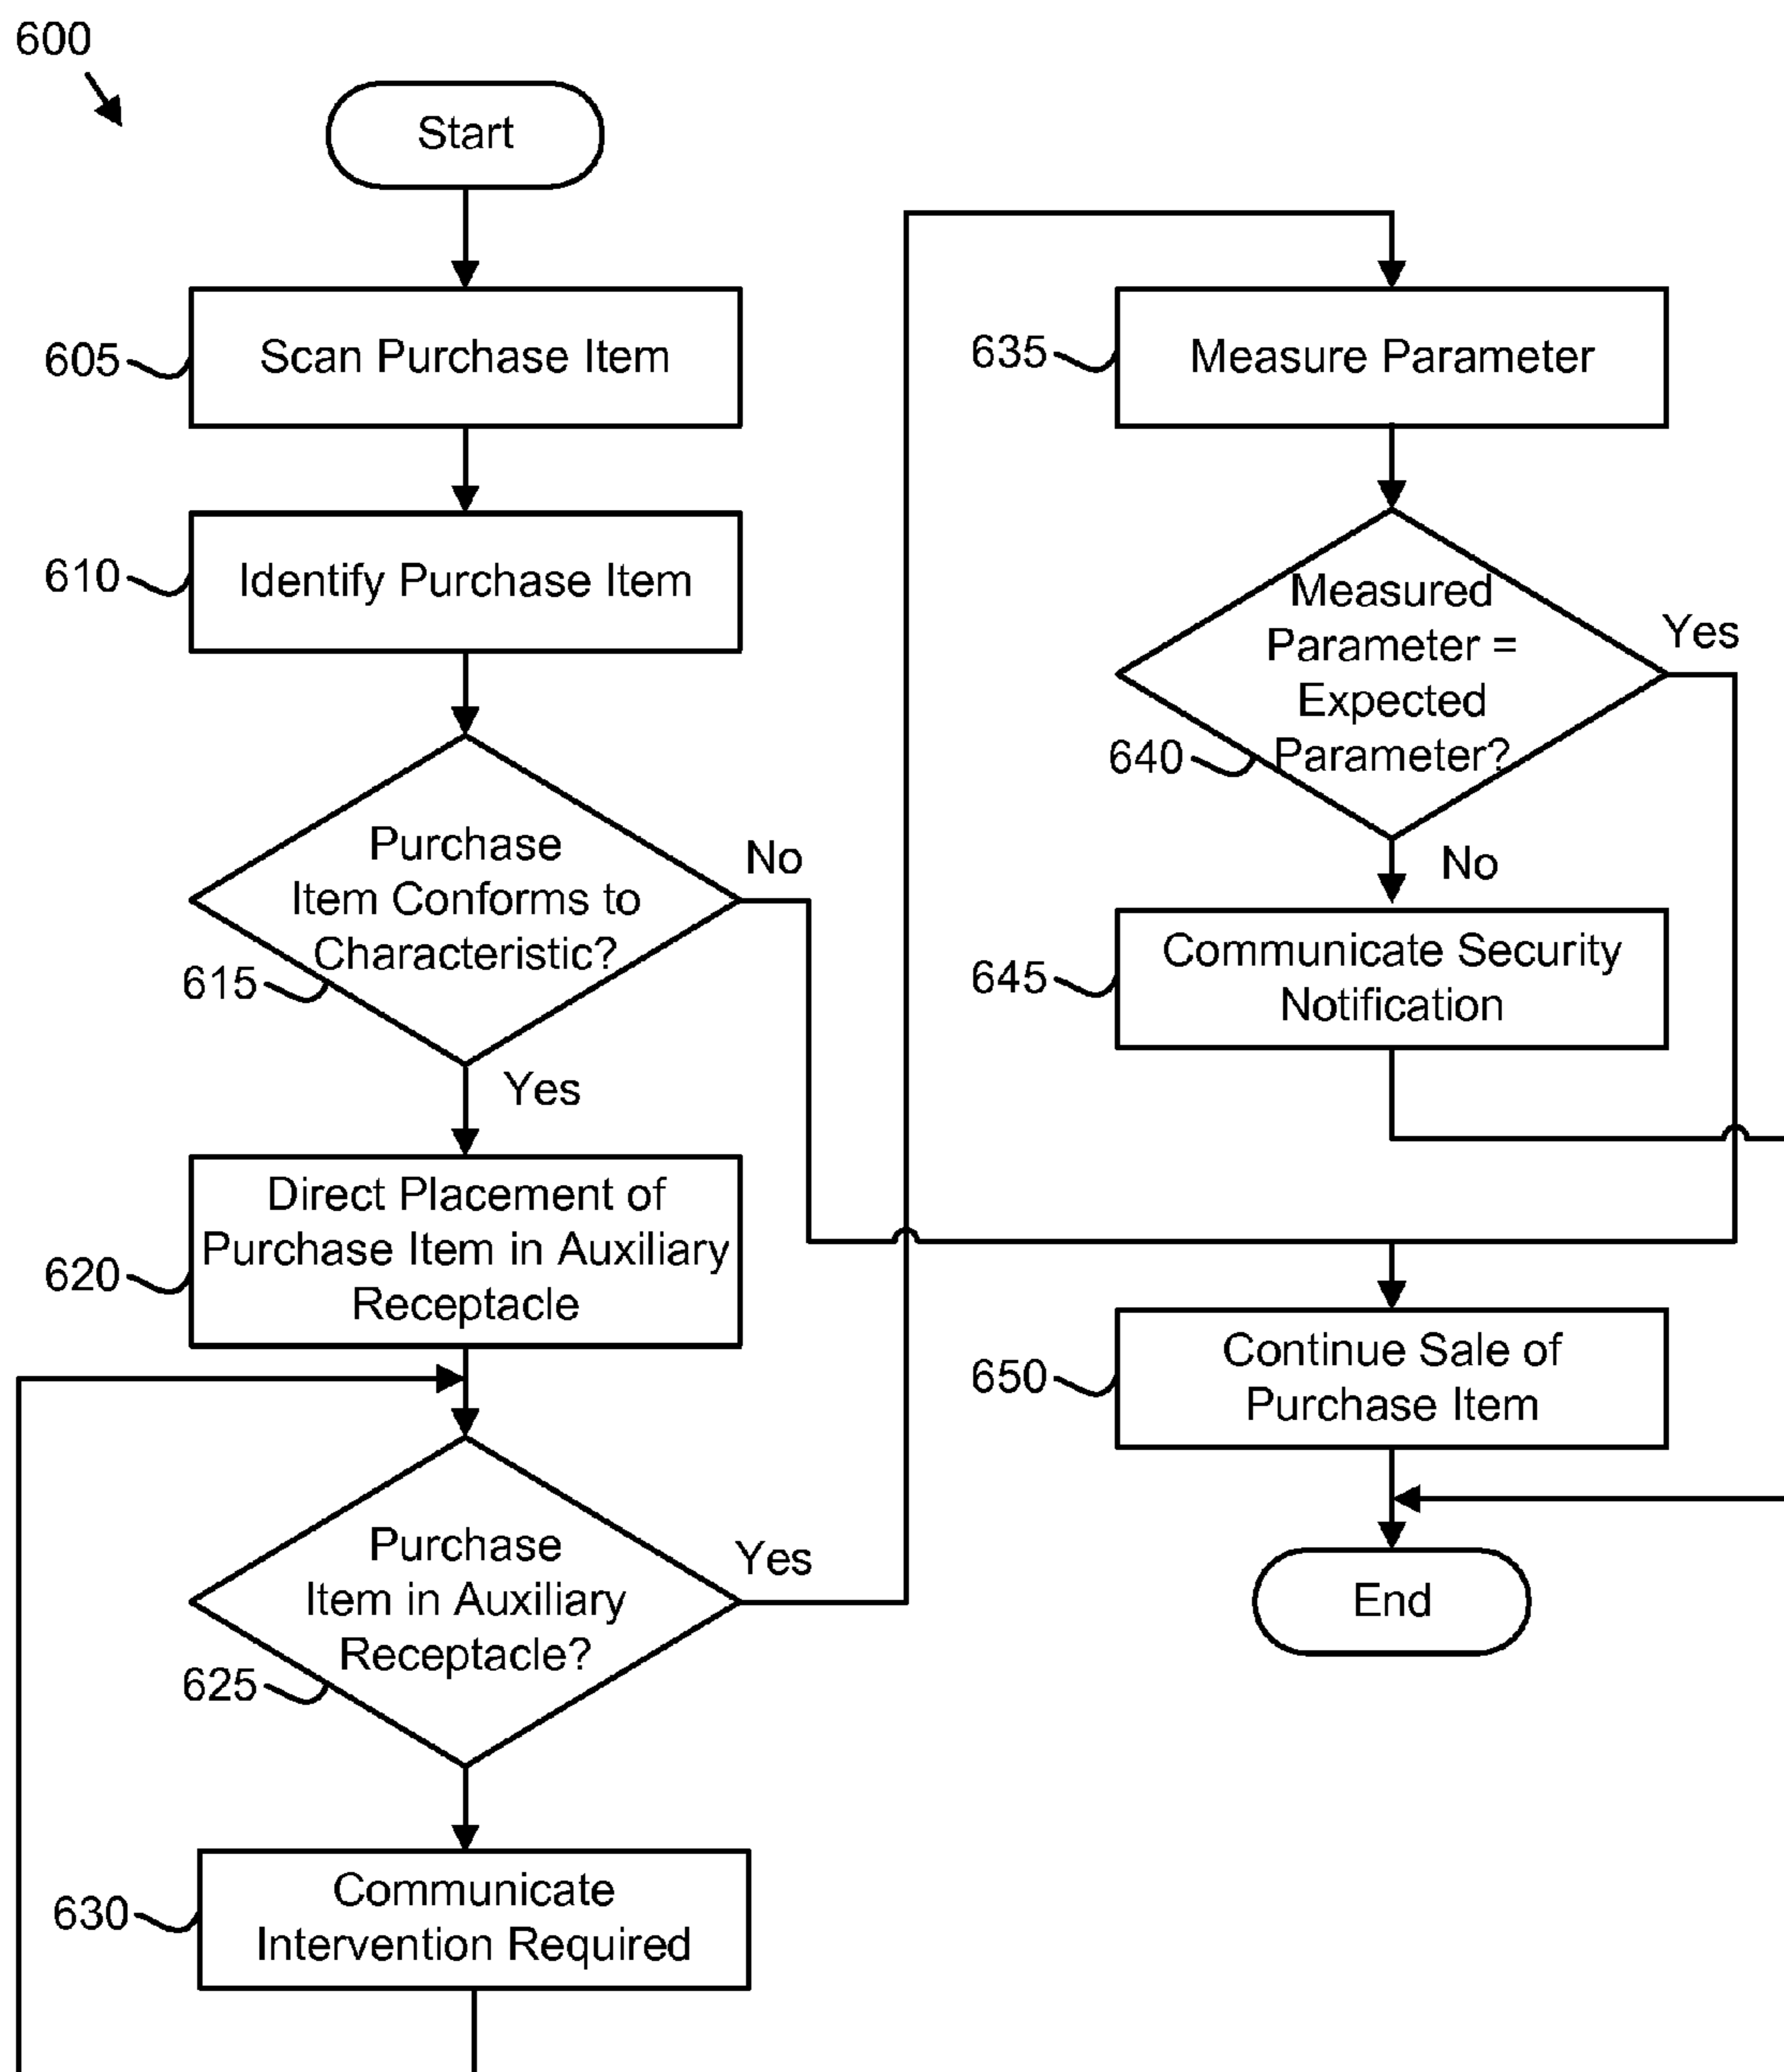 600
Start
605
Scan Purchase Item
610
Identify Purchase Item
Purchase
Item Conforms to
Characteristic?
615
No
Yes
620
Direct Placement of
Purchase Item in Auxiliary
Receptacle
Purchase
Item in Auxiliary
Receptacle?
625
Yes
630
Communicate
Intervention Required
635
Measure Parameter
Measured
Parameter =
Expected
Parameter?
640
Yes
No
645
Communicate Security
Notification
650
Continue Sale of
Purchase Item
End